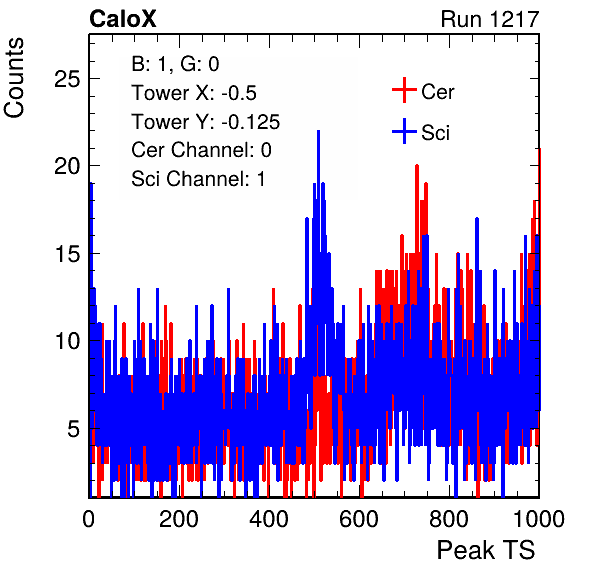 CaloX
Run 1217
Counts
B: 1, G: 0
Tower X: -0.5
Tower Y: -0.125
Cer Channel: 0
Sci Channel: 1
Cer
Sci
25
20
15
10
5
0 200 400 600 800 1000
Peak TS